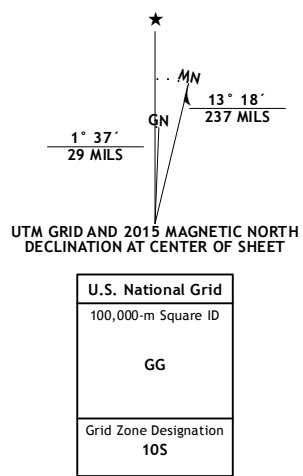 ★
MN
GN
13° 18´
237 MILS
1° 37´
29 MILS
UTM GRID AND 2015 MAGNETIC NORTH
DECLINATION AT CENTER OF SHEET
U.S. National Grid
100,000-m Square ID
GG
Grid Zone Designation
10S